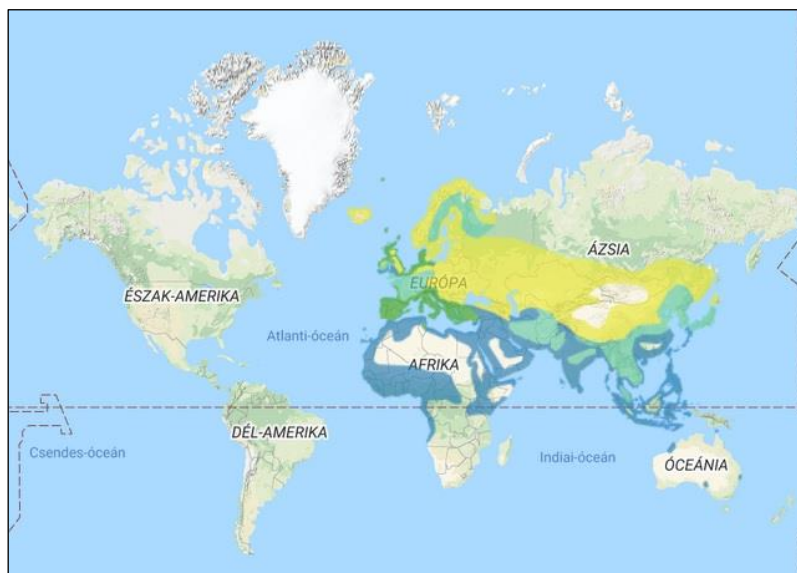 ÁZSIA
EURÓPA
ÉSZAK-AMERIKA
Atlanti-óceán
AFRIKA
DÉL-AMERIKA
Csendes-óceán
Indiai-óceán
ÓCEÁNIA